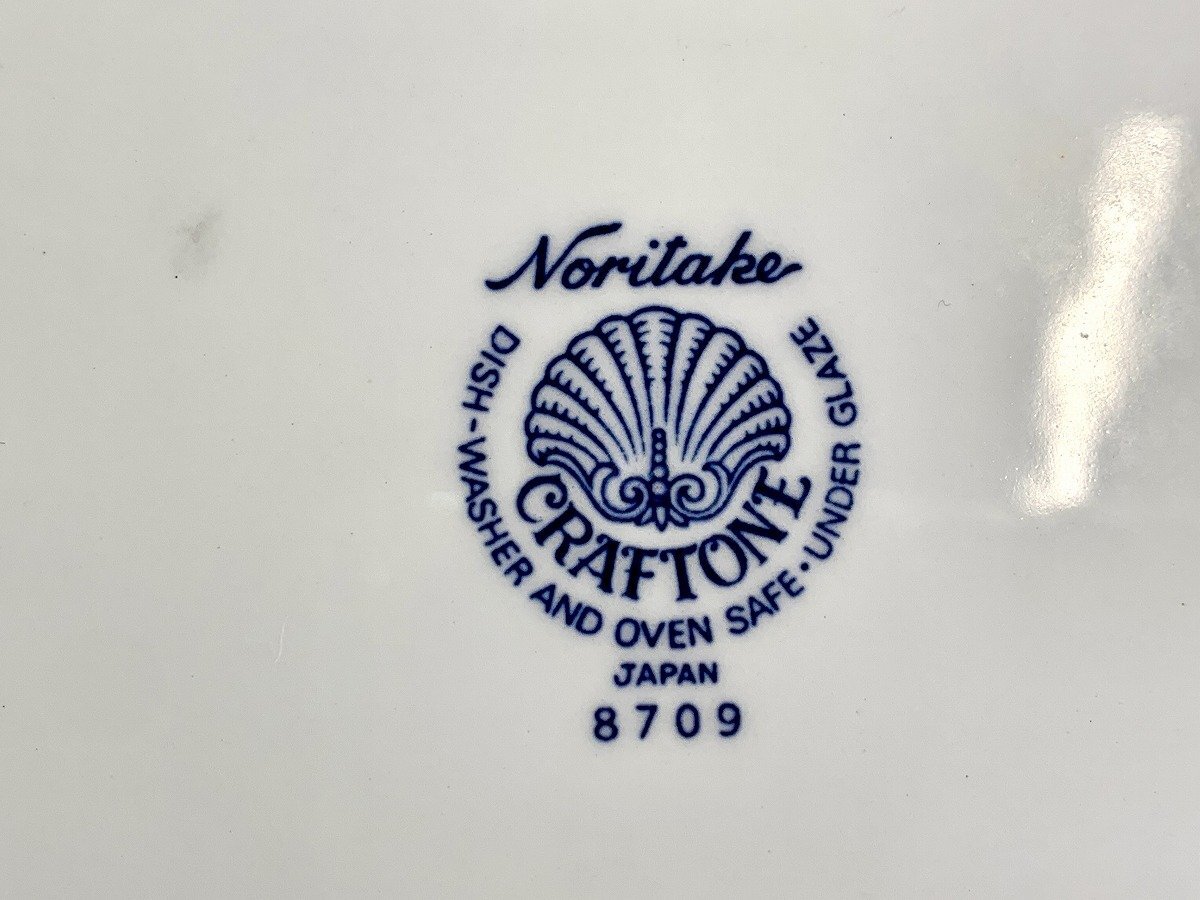 Noritake
CRAFTONE
DISH-WASHER AND OVEN SAFE·UNDER GLAZE
JAPAN
8709